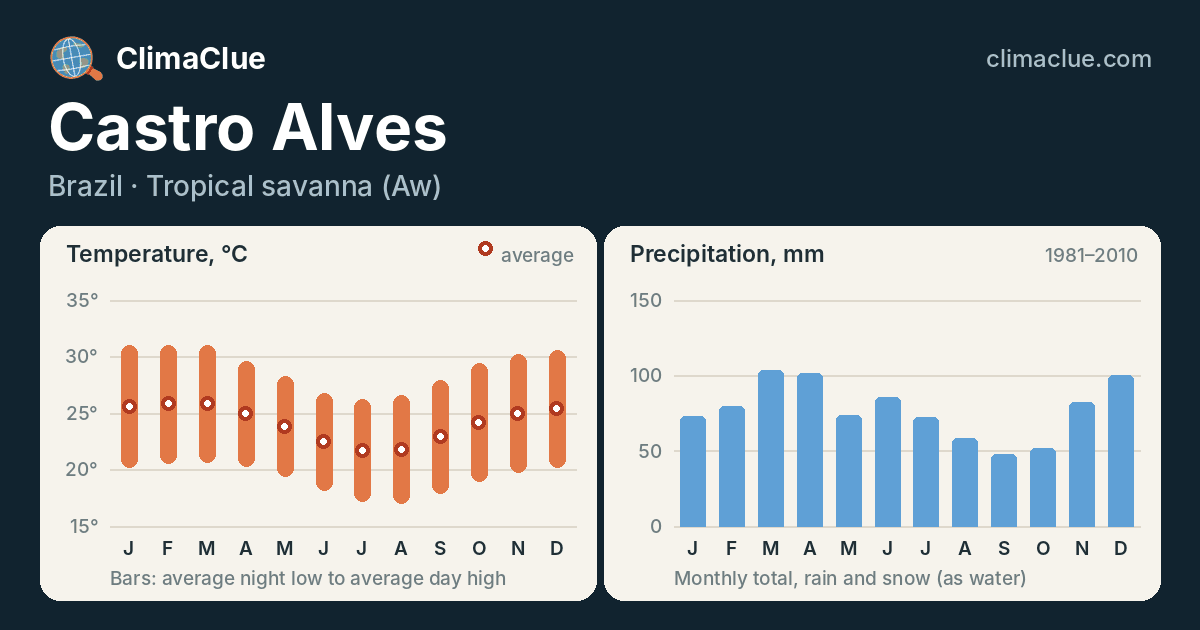 ClimaClue
climaclue.com
Castro Alves
Brazil · Tropical savanna (Aw)
Temperature, °C
average
35°
30°
25°
20°
15°
J F M A M J J A S O N D
Bars: average night low to average day high
Precipitation, mm
1981–2010
150
100
50
0
J F M A M J J A S O N D
Monthly total, rain and snow (as water)